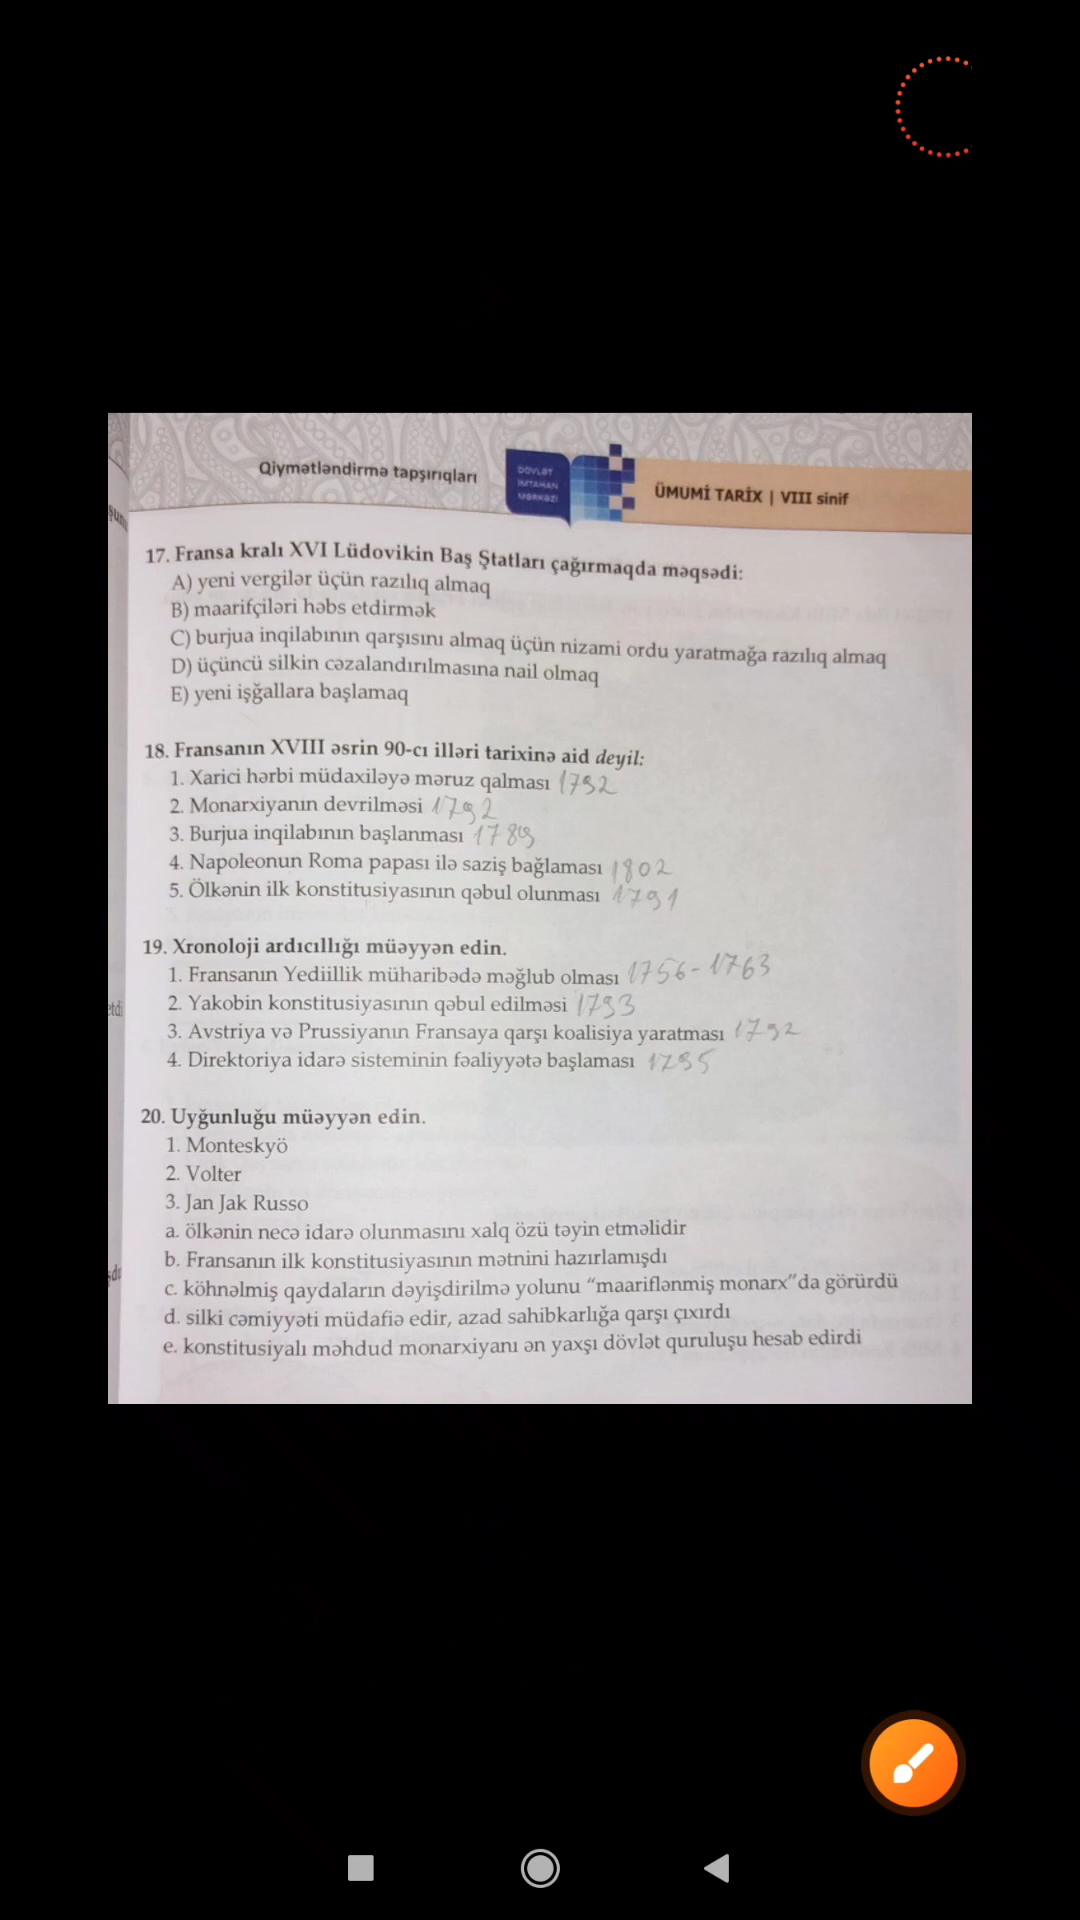 Qiymətləndirmə tapşırıqları
DÖVLƏT
İMTAHAN
MƏRKƏZİ
ÜMUMİ TARİX | VIII sinif
17. Fransa kralı XVI Lüdovikin Baş Ştatları çağırmaqda məqsədi:
A) yeni vergilər üçün razılıq almaq
B) maarifçiləri həbs etdirmək
C) burjua inqilabının qarşısını almaq üçün nizami ordu yaratmağa razılıq almaq
D) üçüncü silkin cəzalandırılmasına nail olmaq
E) yeni işğallara başlamaq
18. Fransanın XVIII əsrin 90-cı illəri tarixinə aid deyil:
1. Xarici hərbi müdaxiləyə məruz qalması 1792
2. Monarxiyanın devrilməsi 1792
3. Burjua inqilabının başlanması 1789
4. Napoleonun Roma papası ilə saziş bağlaması 1802
5. Ölkənin ilk konstitusiyasının qəbul olunması 1791
19. Xronoloji ardıcıllığı müəyyən edin.
1. Fransanın Yediillik müharibədə məğlub olması 1756-1763
2. Yakobin konstitusiyasının qəbul edilməsi 1793
3. Avstriya və Prussiyanın Fransaya qarşı koalisiya yaratması 1792
4. Direktoriya idarə sisteminin fəaliyyətə başlaması 1795
20. Uyğunluğu müəyyən edin.
1. Monteskyö
2. Volter
3. Jan Jak Russo
a. ölkənin necə idarə olunmasını xalq özü təyin etməlidir
b. Fransanın ilk konstitusiyasının mətnini hazırlamışdı
c. köhnəlmiş qaydaların dəyişdirilmə yolunu “maariflənmiş monarx”da görürdü
d. silki cəmiyyəti müdafiə edir, azad sahibkarlığa qarşı çıxırdı
e. konstitusiyalı məhdud monarxiyanı ən yaxşı dövlət quruluşu hesab edirdi